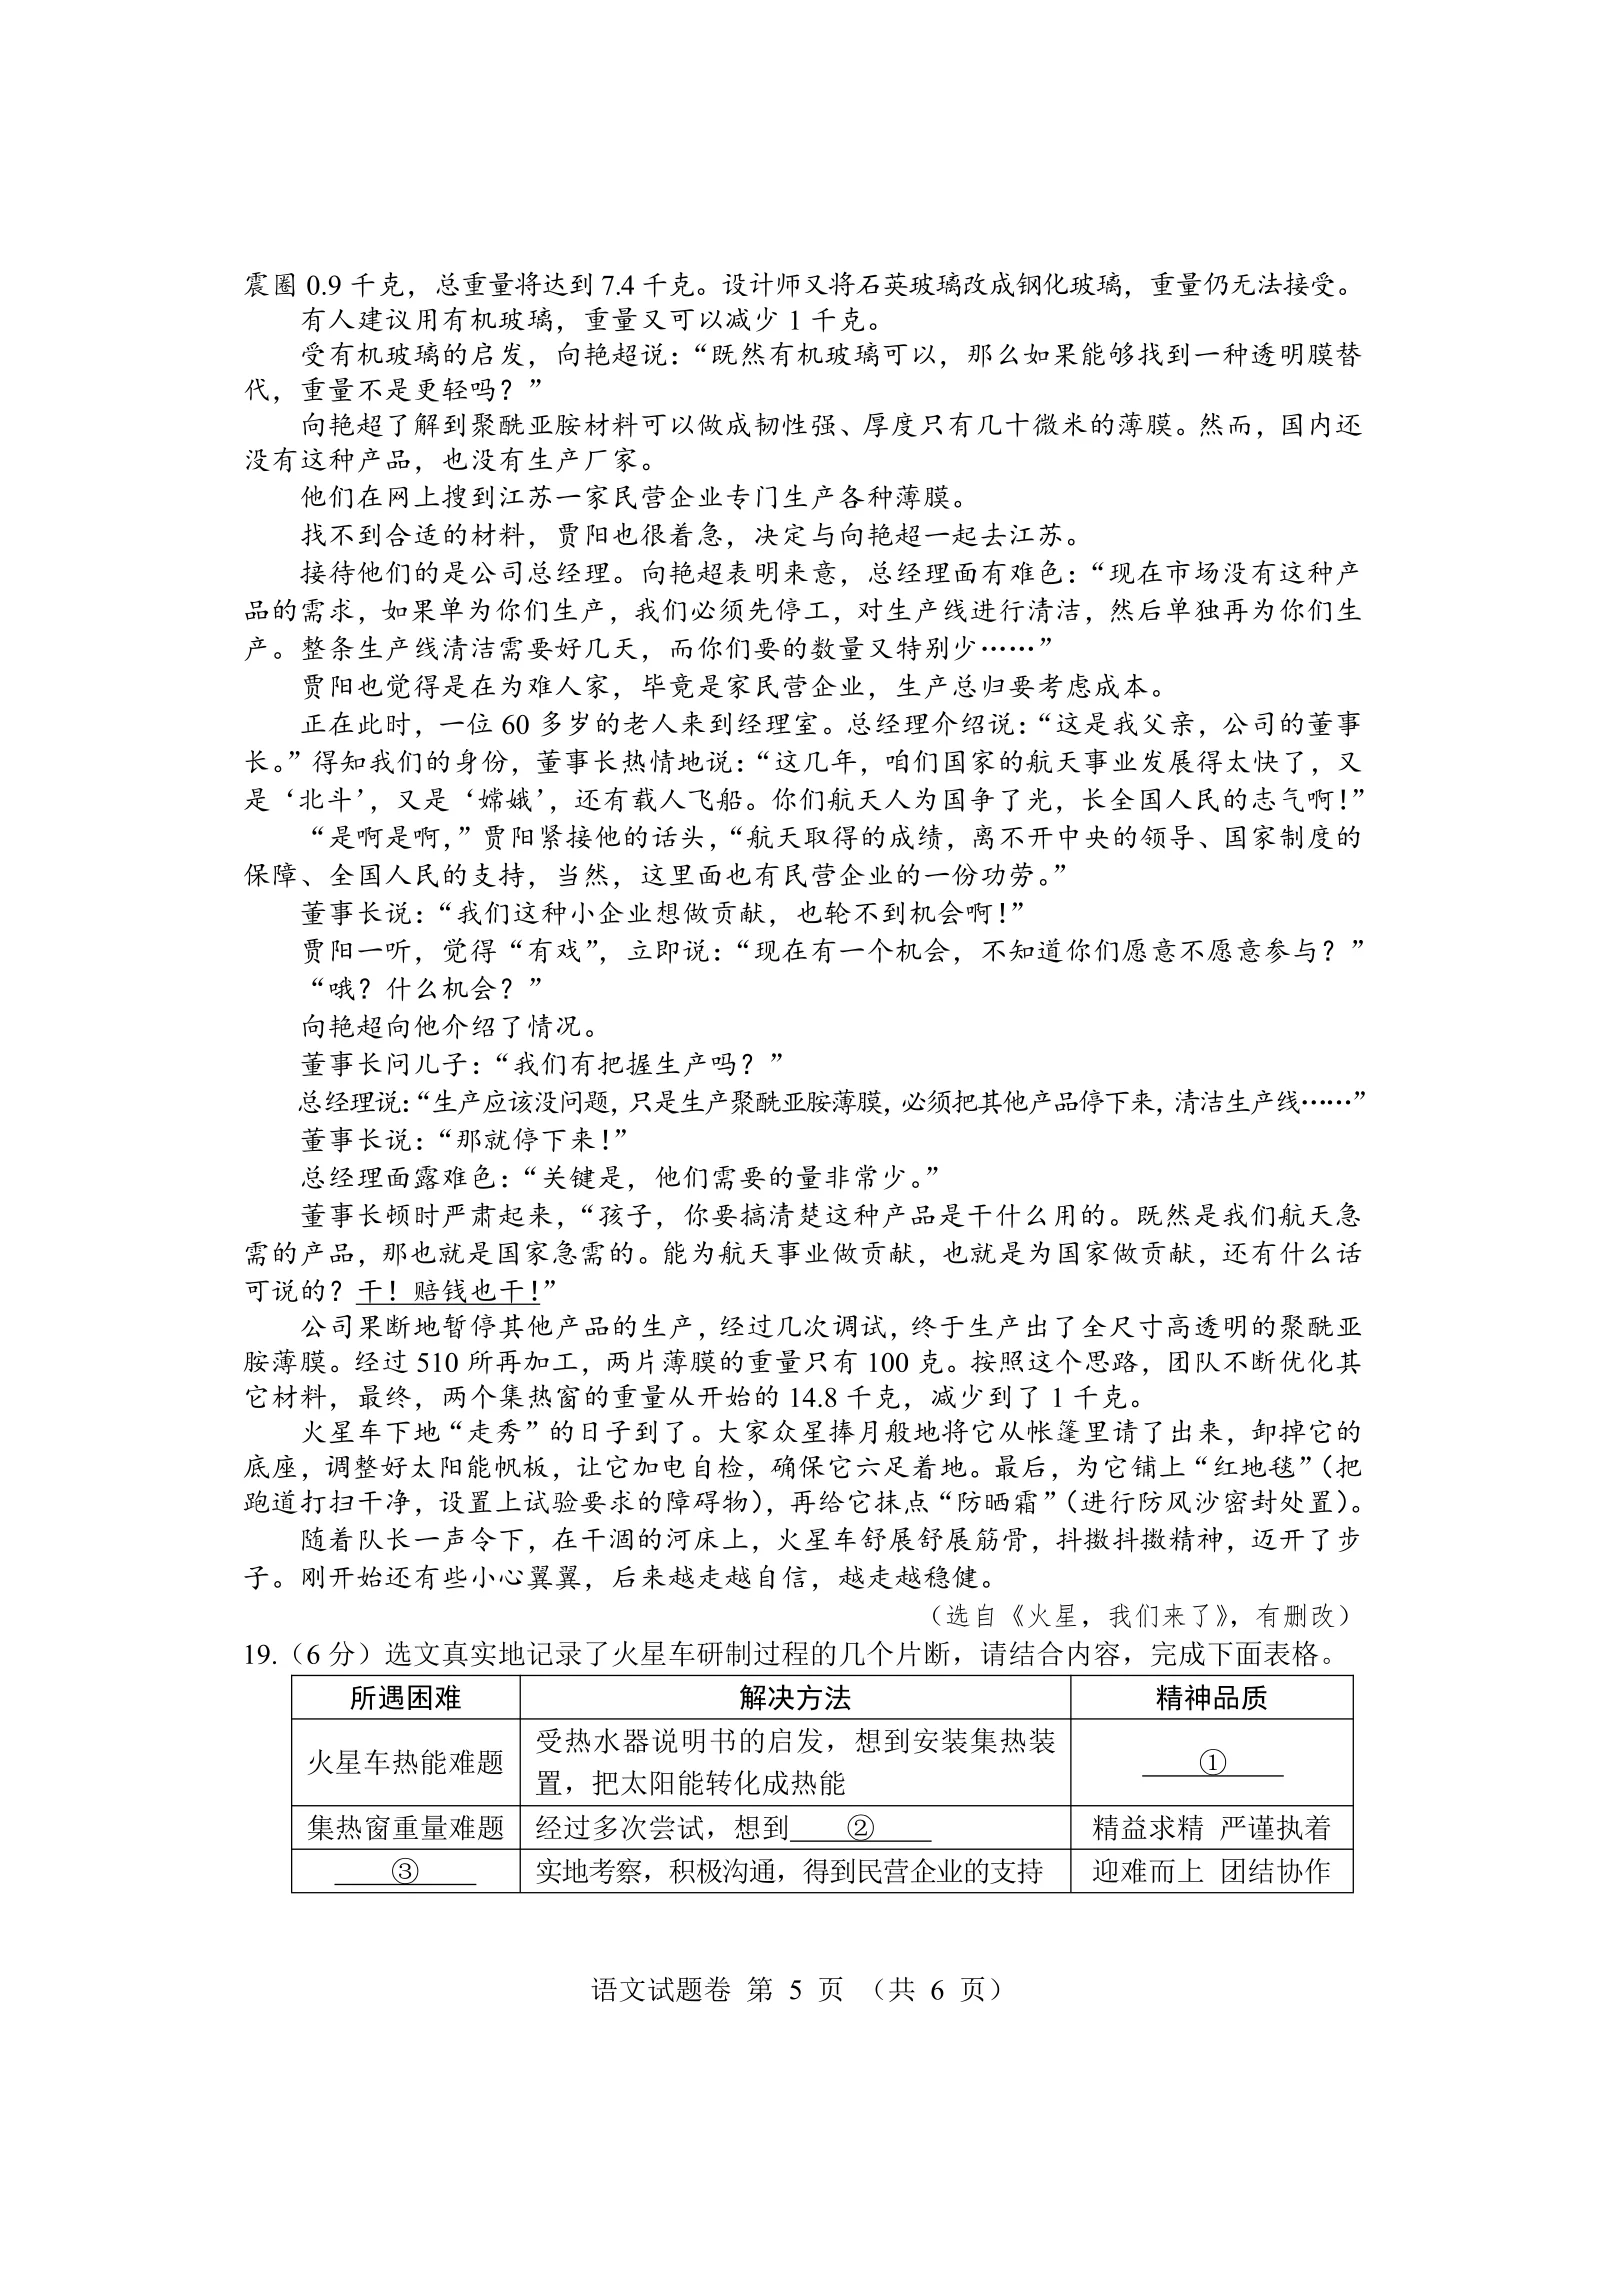 震圈 0.9 千克，总重量将达到 7.4 千克。设计师又将石英玻璃改成钢化玻璃，重量仍无法接受。
有人建议用有机玻璃，重量又可以减少 1 千克。
受有机玻璃的启发，向艳超说：“既然有机玻璃可以，那么如果能够找到一种透明膜替
代，重量不是更轻吗？”
向艳超了解到聚酰亚胺材料可以做成韧性强、厚度只有几十微米的薄膜。然而，国内还
没有这种产品，也没有生产厂家。
他们在网上搜到江苏一家民营企业专门生产各种薄膜。
找不到合适的材料，贾阳也很着急，决定与向艳超一起去江苏。
接待他们的是公司总经理。向艳超表明来意，总经理面有难色：“现在市场没有这种产
品的需求，如果单为你们生产，我们必须先停工，对生产线进行清洁，然后单独再为你们生
产。整条生产线清洁需要好几天，而你们要的数量又特别少……”
贾阳也觉得是在为难人家，毕竟是家民营企业，生产总归要考虑成本。
正在此时，一位 60 多岁的老人来到经理室。总经理介绍说：“这是我父亲，公司的董事
长。”得知我们的身份，董事长热情地说：“这几年，咱们国家的航天事业发展得太快了，又
是‘北斗’，又是‘嫦娥’，还有载人飞船。你们航天人为国争了光，长全国人民的志气啊！”
“是啊是啊，”贾阳紧接他的话头，“航天取得的成绩，离不开中央的领导、国家制度的
保障、全国人民的支持，当然，这里面也有民营企业的一份功劳。”
董事长说：“我们这种小企业想做贡献，也轮不到机会啊！”
贾阳一听，觉得“有戏”，立即说：“现在有一个机会，不知道你们愿意不愿意参与？”
“哦？什么机会？”
向艳超向他介绍了情况。
董事长问儿子：“我们有把握生产吗？”
总经理说：“生产应该没问题，只是生产聚酰亚胺薄膜，必须把其他产品停下来，清洁生产线……”
董事长说：“那就停下来！”
总经理面露难色：“关键是，他们需要的量非常少。”
董事长顿时严肃起来，“孩子，你要搞清楚这种产品是干什么用的。既然是我们航天急
需的产品，那也就是国家急需的。能为航天事业做贡献，也就是为国家做贡献，还有什么话
可说的？干！赔钱也干！”
公司果断地暂停其他产品的生产，经过几次调试，终于生产出了全尺寸高透明的聚酰亚
胺薄膜。经过 510 所再加工，两片薄膜的重量只有 100 克。按照这个思路，团队不断优化其
它材料，最终，两个集热窗的重量从开始的 14.8 千克，减少到了 1 千克。
火星车下地“走秀”的日子到了。大家众星捧月般地将它从帐篷里请了出来，卸掉它的
底座，调整好太阳能帆板，让它加电自检，确保它六足着地。最后，为它铺上“红地毯”（把
跑道打扫干净，设置上试验要求的障碍物），再给它抹点“防晒霜”（进行防风沙密封处置）。
随着队长一声令下，在干涸的河床上，火星车舒展舒展筋骨，抖擞抖擞精神，迈开了步
子。刚开始还有些小心翼翼，后来越走越自信，越走越稳健。
（选自《火星，我们来了》，有删改）
19.（6 分）选文真实地记录了火星车研制过程的几个片断，请结合内容，完成下面表格。
所遇困难 解决方法 精神品质
火星车热能难题 受热水器说明书的启发，想到安装集热装
置，把太阳能转化成热能 ①
集热窗重量难题 经过多次尝试，想到 ② 精益求精 严谨执着
③ 实地考察，积极沟通，得到民营企业的支持 迎难而上 团结协作
语文试题卷 第 5 页 （共 6 页）